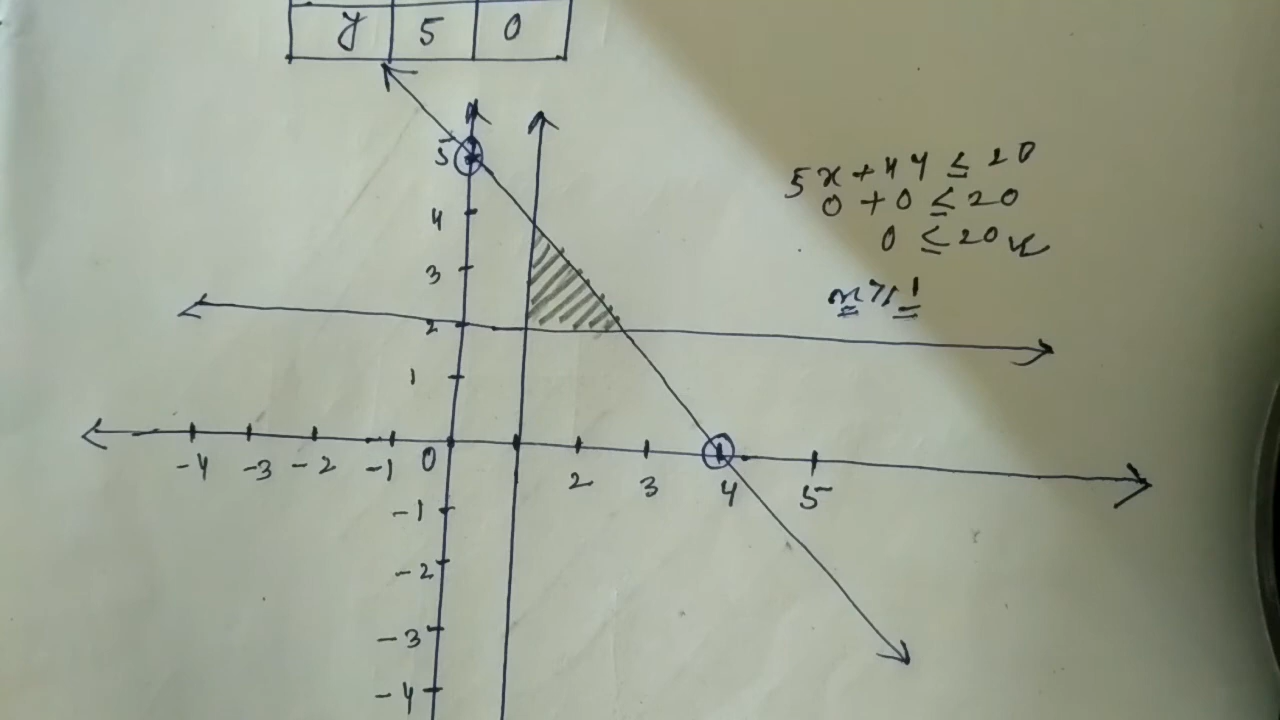 y 5 0
5
4
3
2
1
-4 -3 -2 -1 0 2 3 4 5
-1
-2
-3
-4
5x+4y ≤ 20
0 + 0 ≤ 20
0 ≤ 20
x ≥ 1